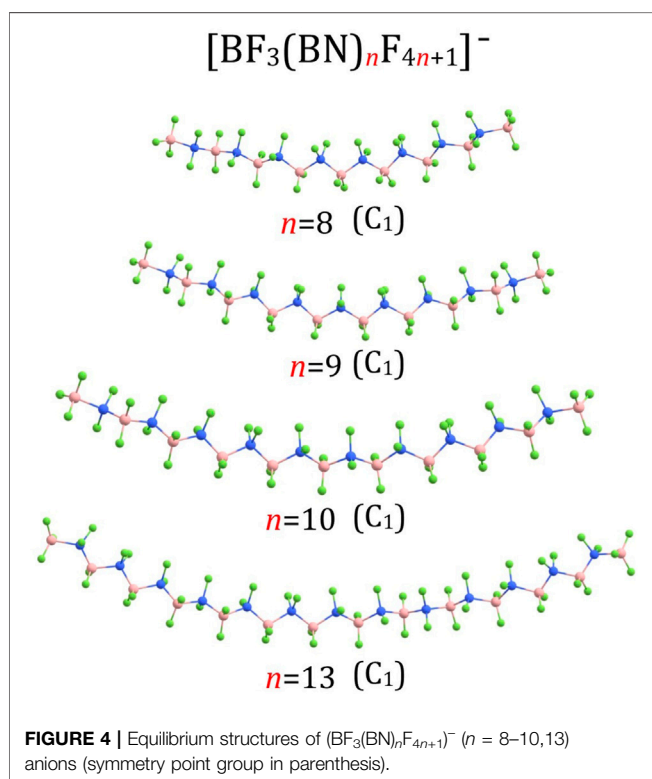 [BF₃(BN)ₙF₄ₙ₊₁]⁻
n=8 (C₁)
n=9 (C₁)
n=10 (C₁)
n=13 (C₁)
FIGURE 4 | Equilibrium structures of (BF₃(BN)ₙF₄ₙ₊₁)⁻ (n = 8–10,13)
anions (symmetry point group in parenthesis).